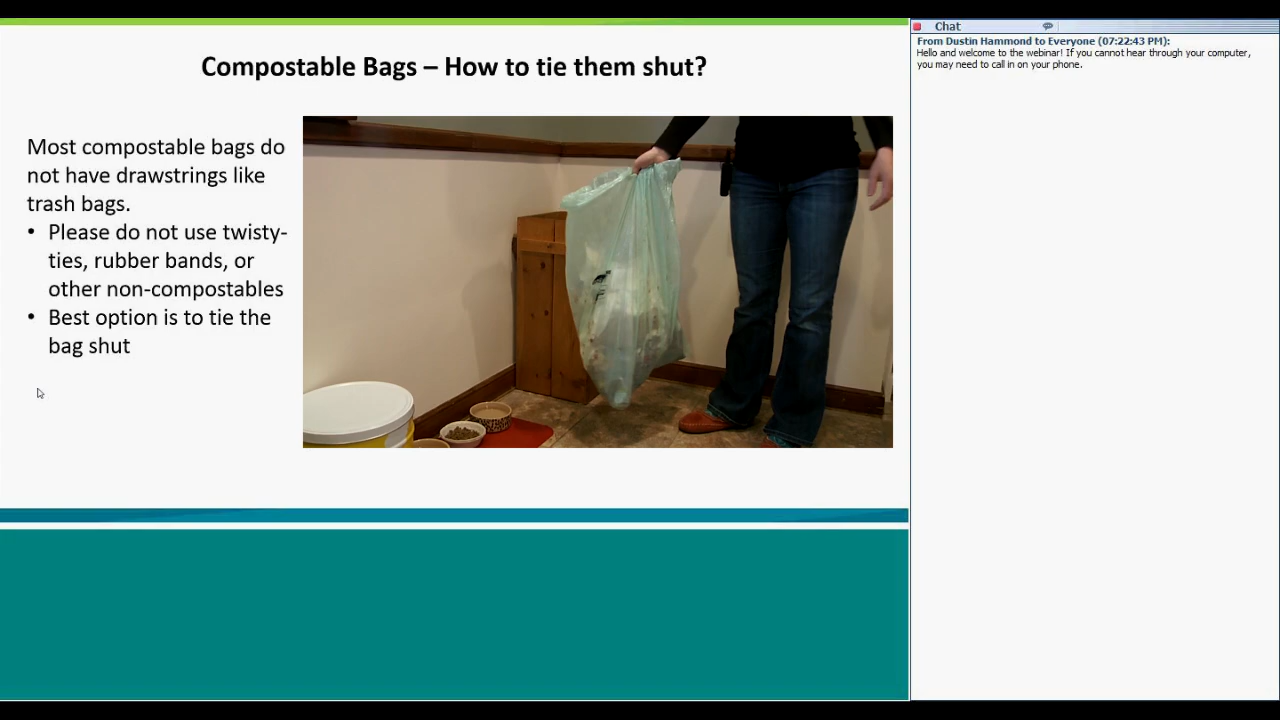 Compostable Bags – How to tie them shut?
Most compostable bags do
not have drawstrings like
trash bags.
• Please do not use twisty-
ties, rubber bands, or
other non-compostables
• Best option is to tie the
bag shut
Chat
From Dustin Hammond to Everyone (07:22:43 PM):
Hello and welcome to the webinar! If you cannot hear through your computer,
you may need to call in on your phone.